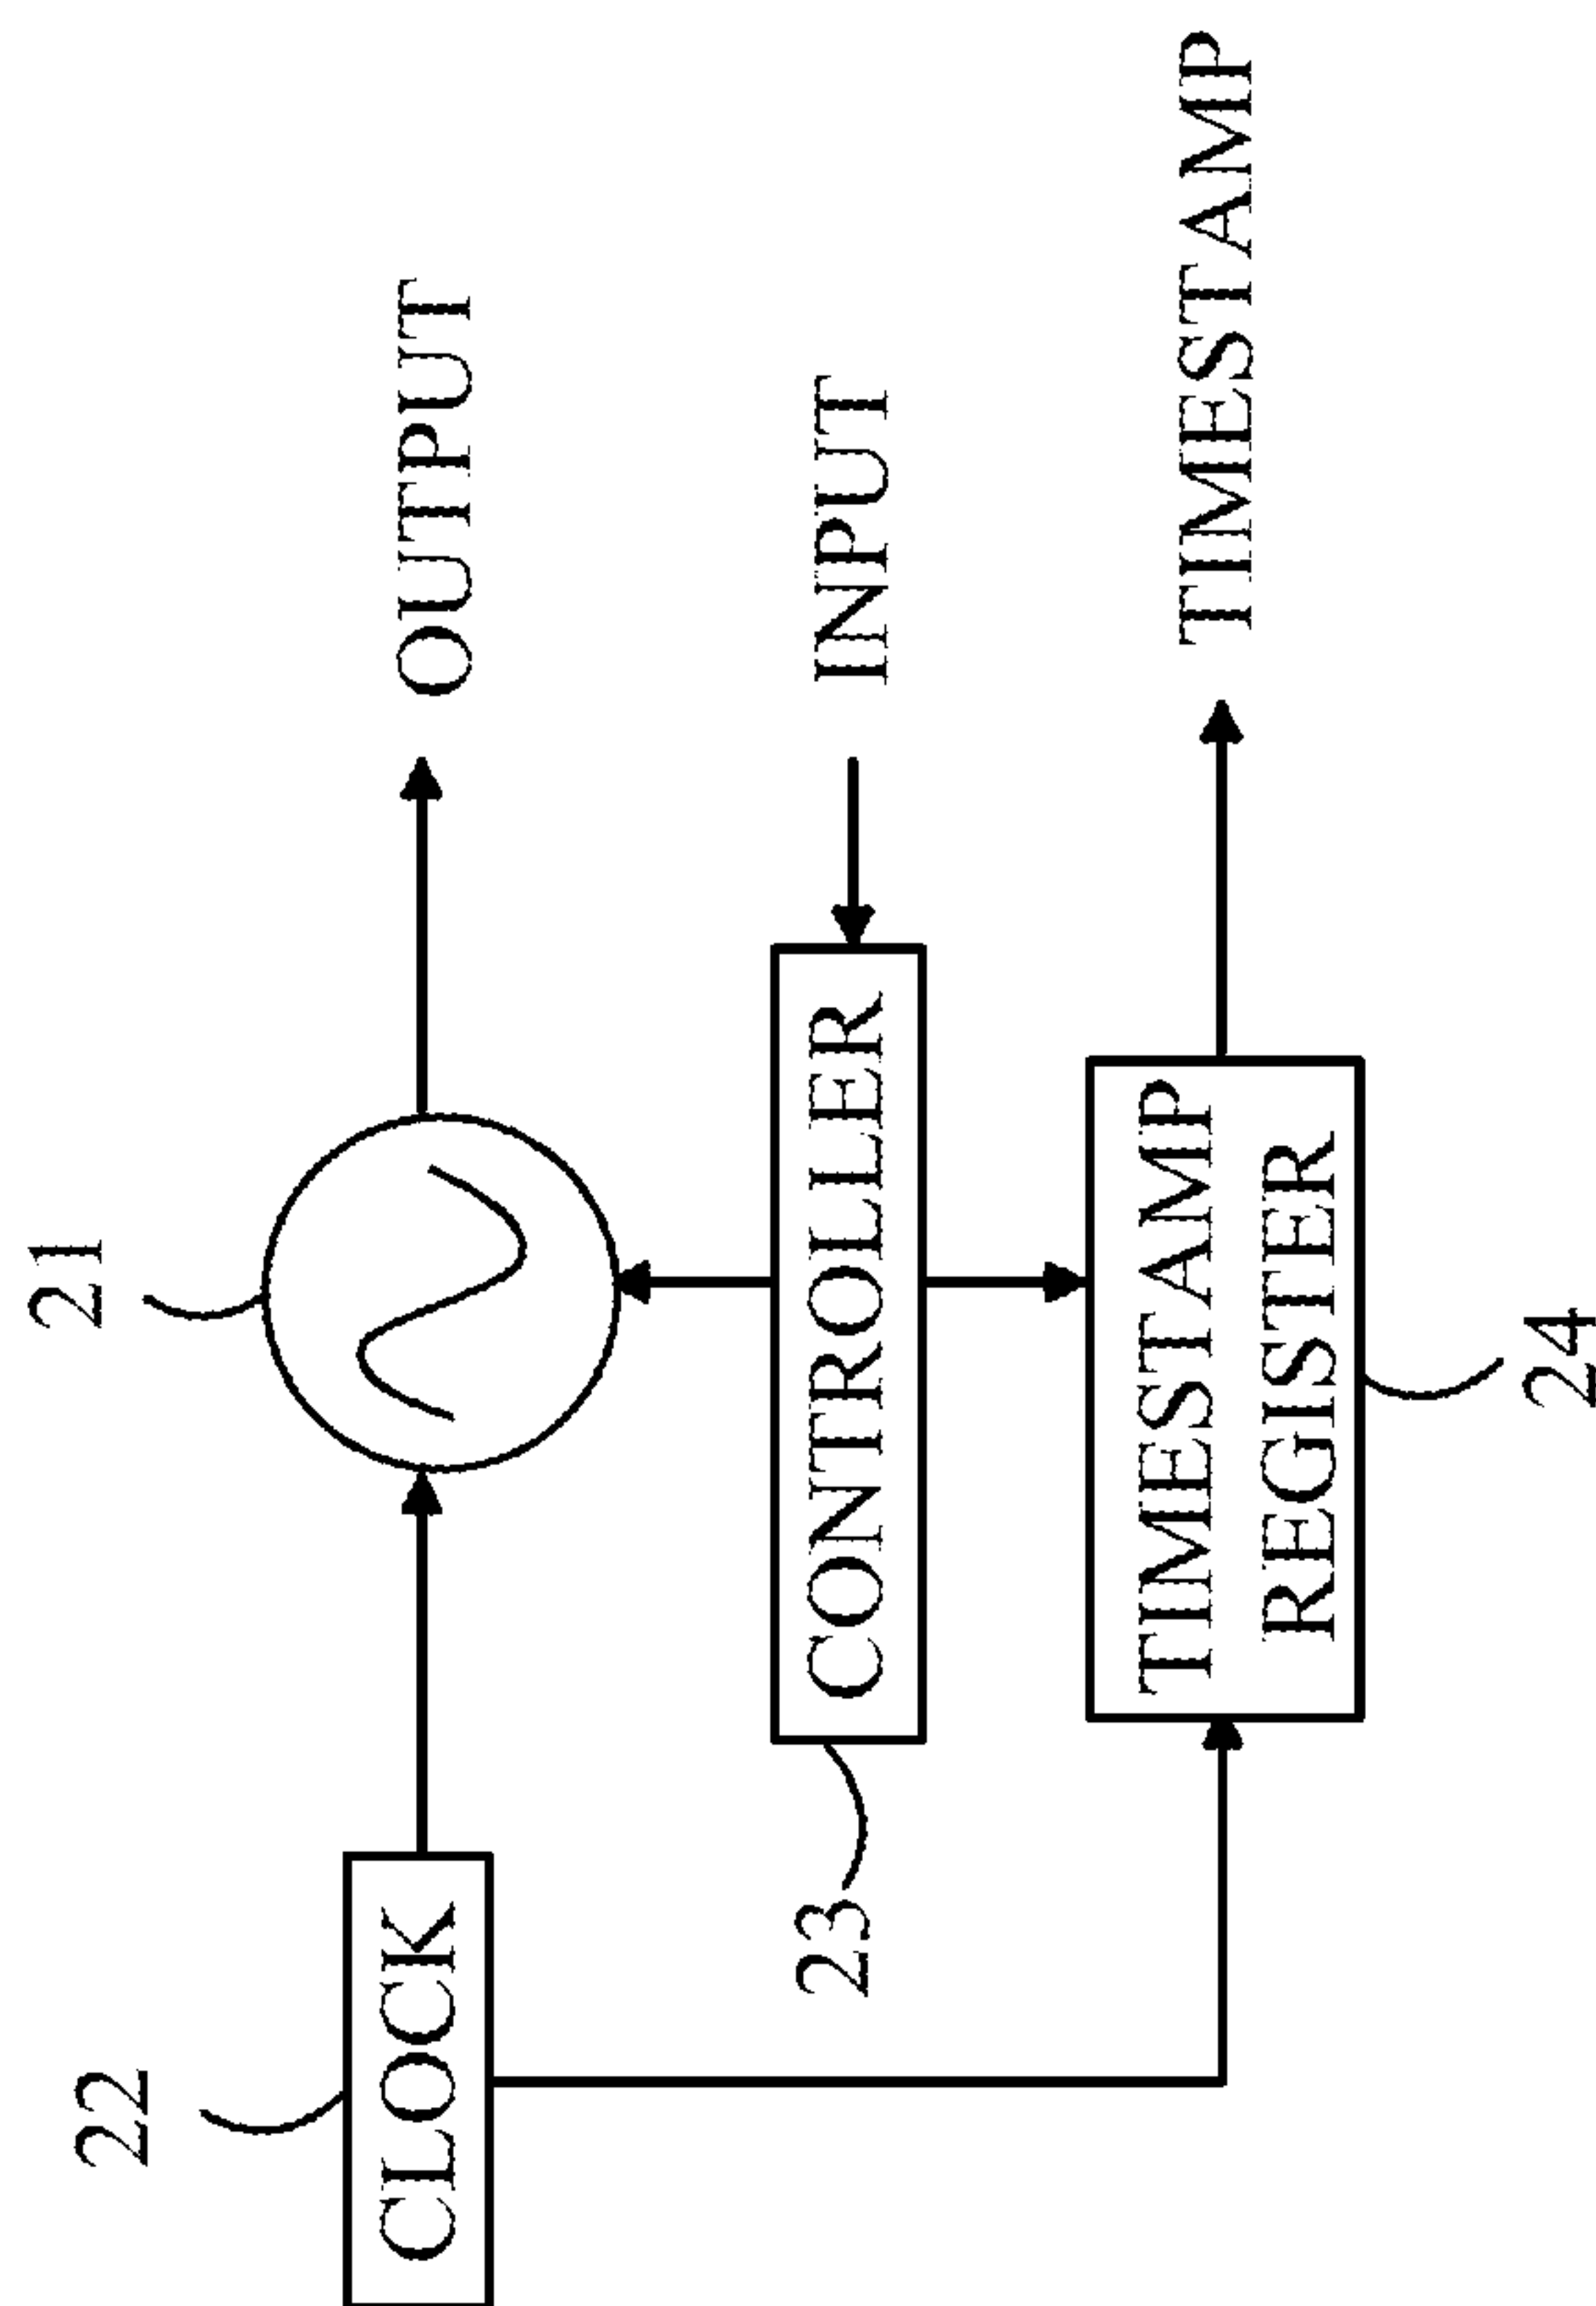 21
22
CLOCK
OUTPUT
23
CONTROLLER
INPUT
TIMESTAMP
REGISTER
TIMESTAMP
24